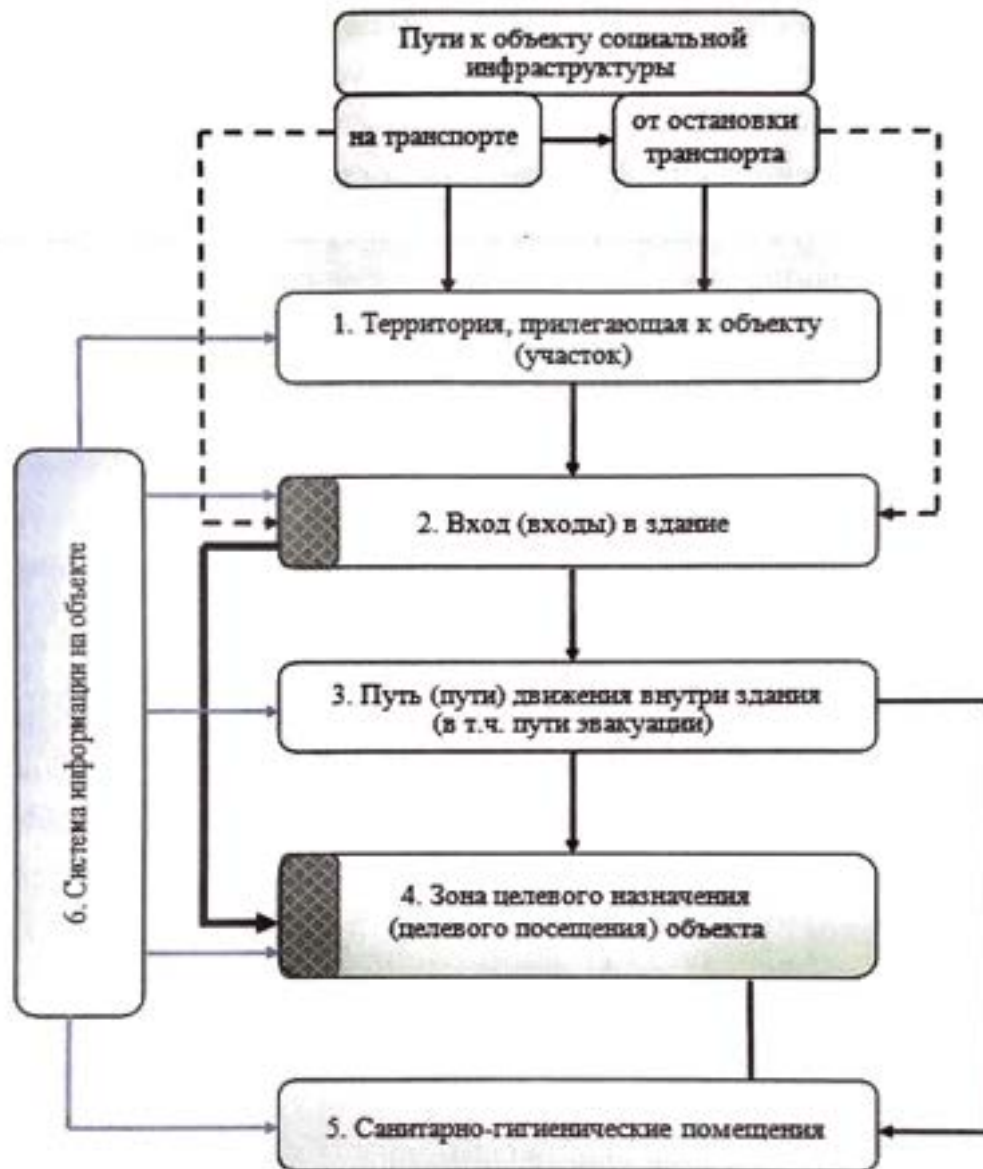 Пути к объекту социальной
инфраструктуры
на транспорте
от остановки
транспорта
1. Территория, прилегающая к объекту
(участок)
2. Вход (входы) в здание
3. Путь (пути) движения внутри здания
(в т.ч. пути эвакуации)
4. Зона целевого назначения
(целевого посещения) объекта
5. Санитарно-гигиенические помещения
6. Система информации на объекте